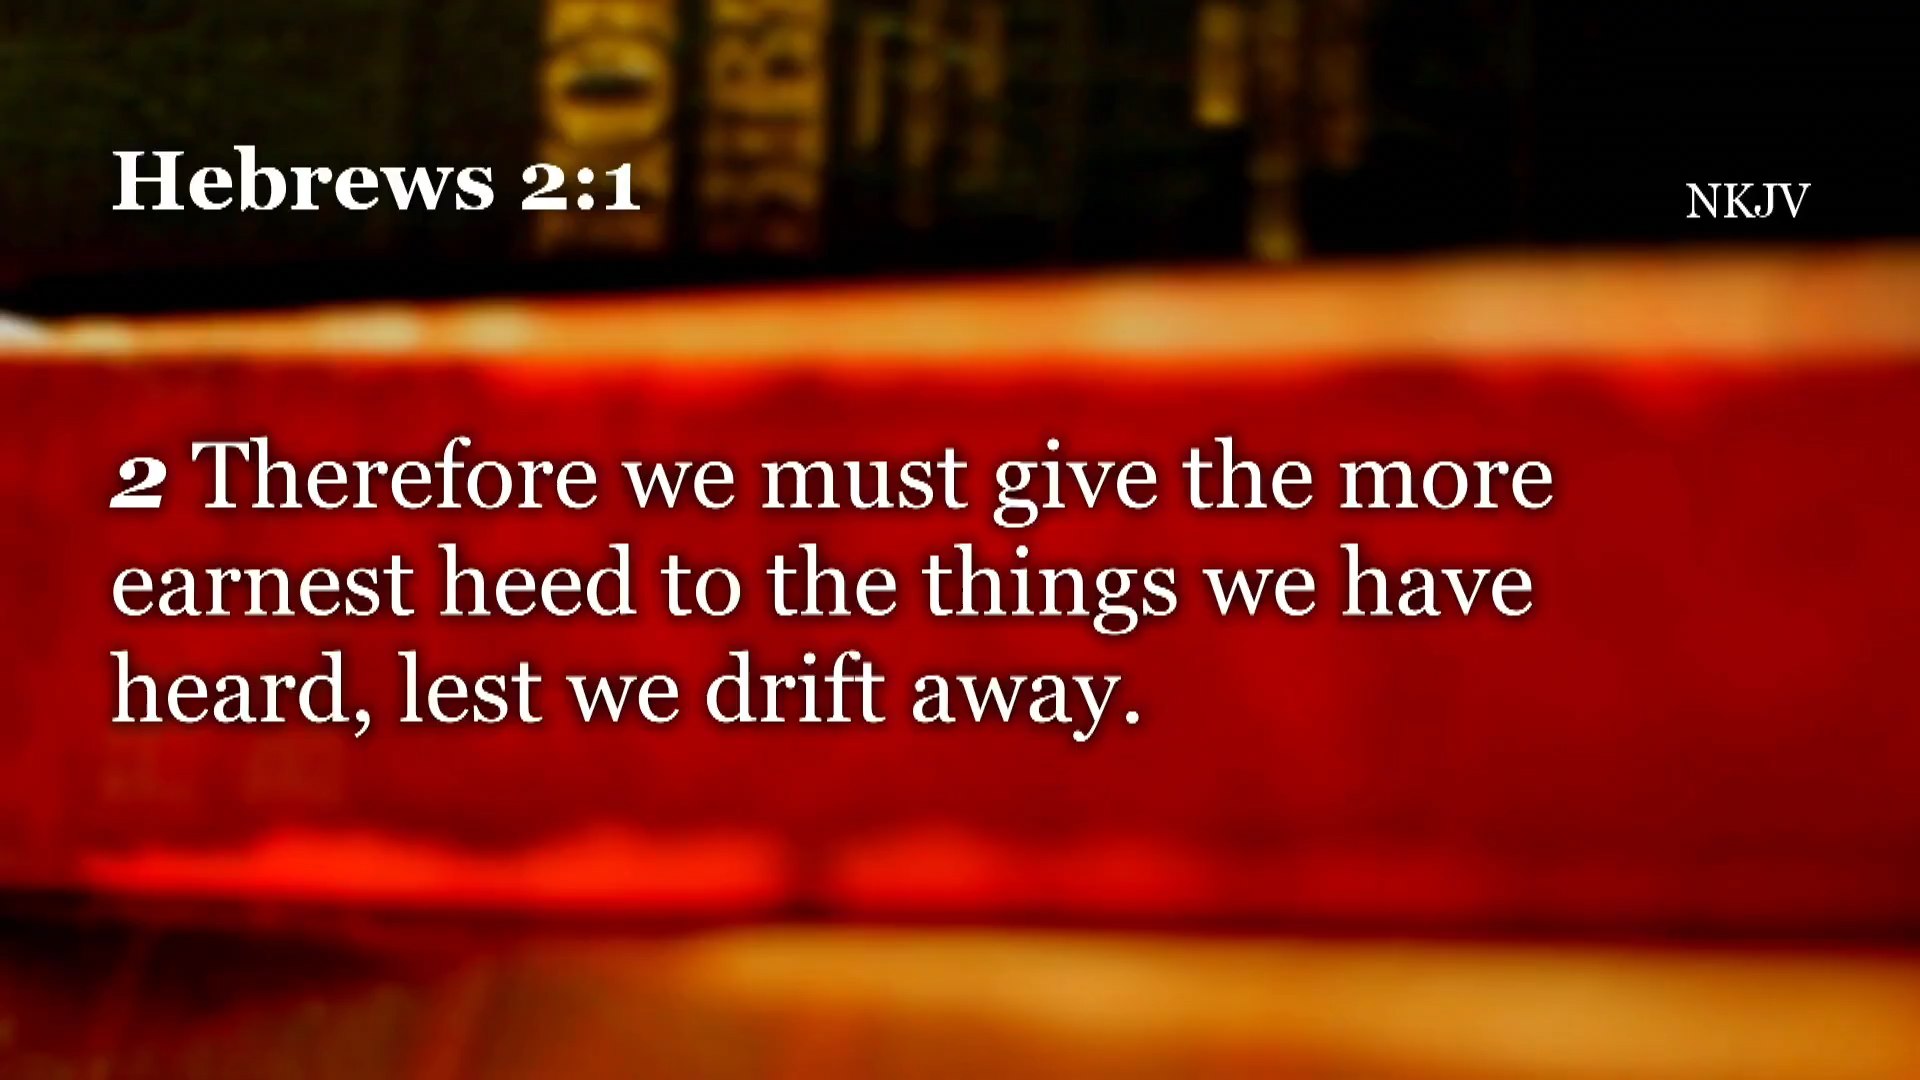 Hebrews 2:1
NKJV
2 Therefore we must give the more
earnest heed to the things we have
heard, lest we drift away.